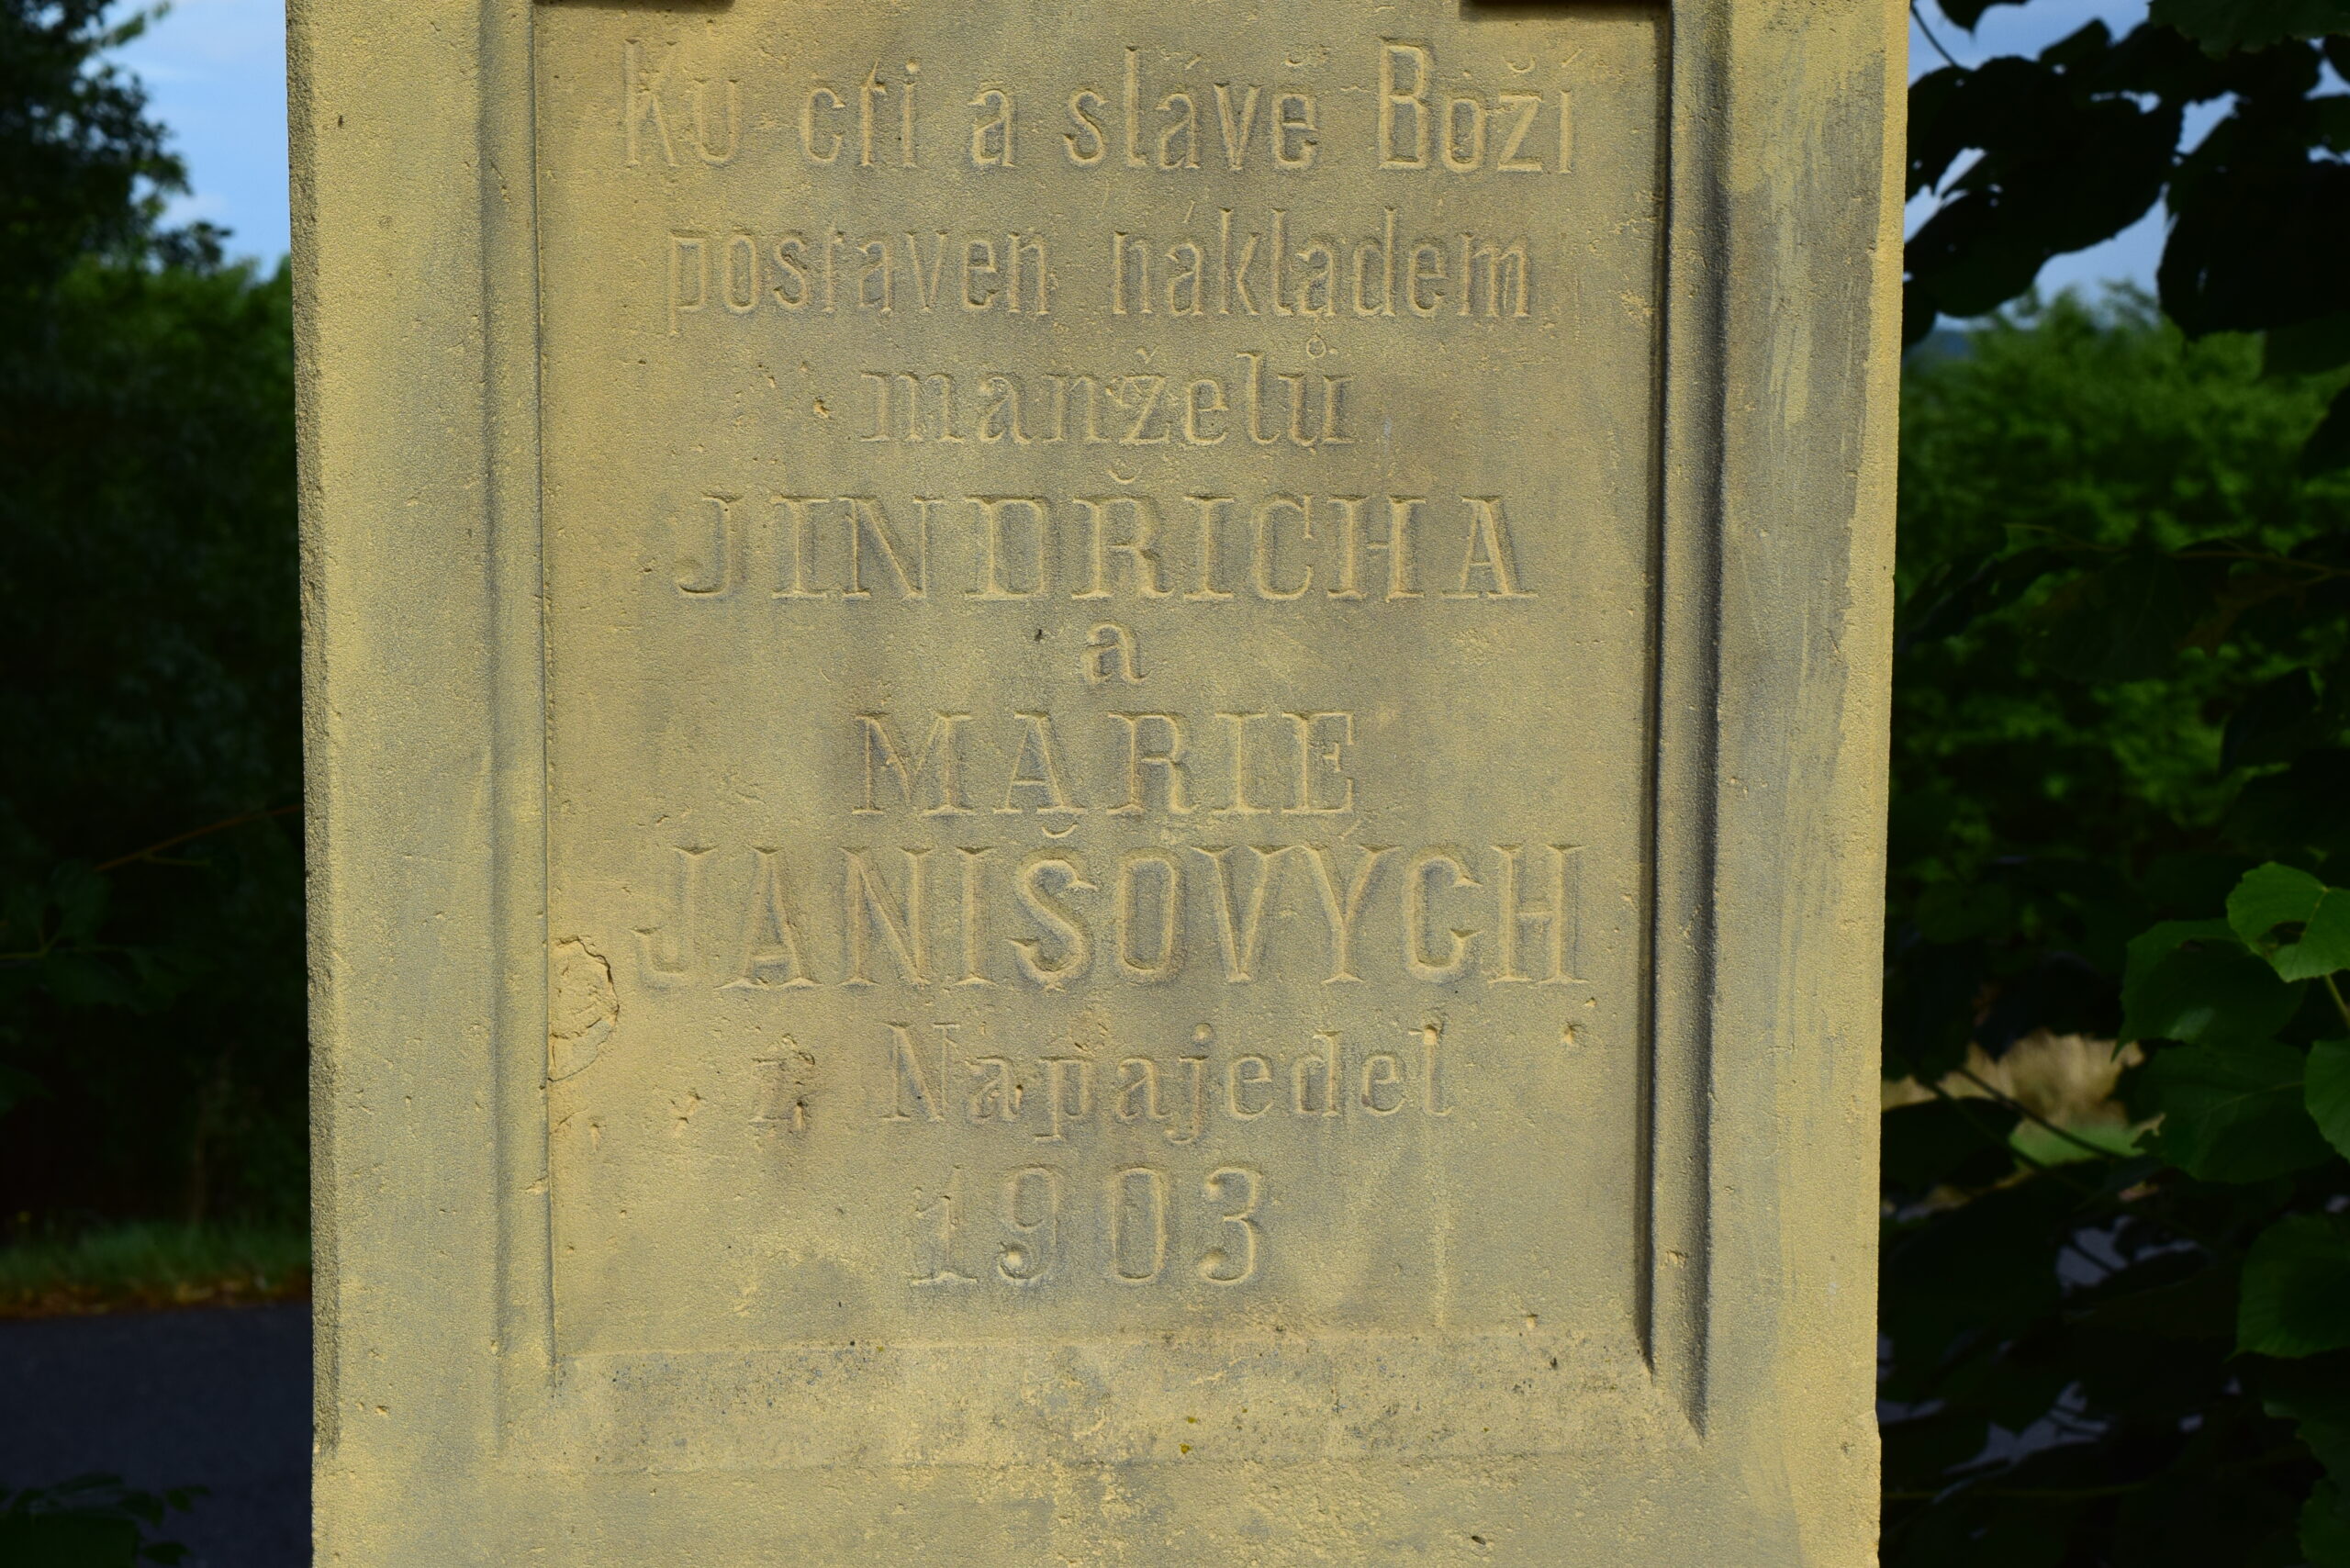 Ku cti a slávě Boží
postaven nákladem
manželů
JINDŘICHA
a
MARIE
JANIŠOVÝCH
z Napajedel
1903